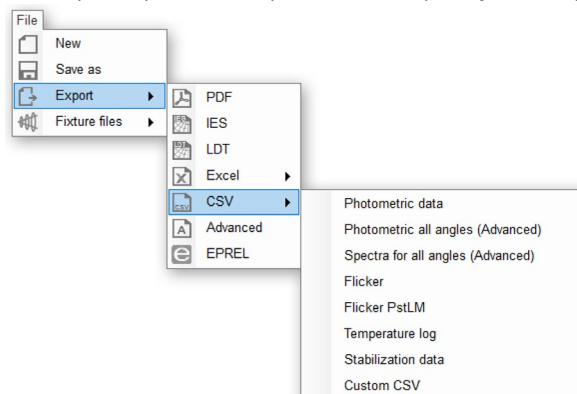 File
New
Save as
Export
Fixture files
PDF
IES
LDT
Excel
CSV
Advanced
EPREL
Photometric data
Photometric all angles (Advanced)
Spectra for all angles (Advanced)
Flicker
Flicker PstLM
Temperature log
Stabilization data
Custom CSV